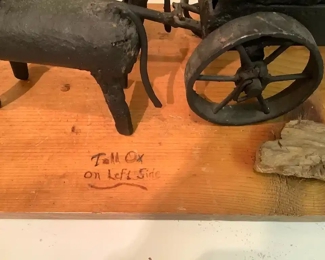 Tall Ox
on Left Side